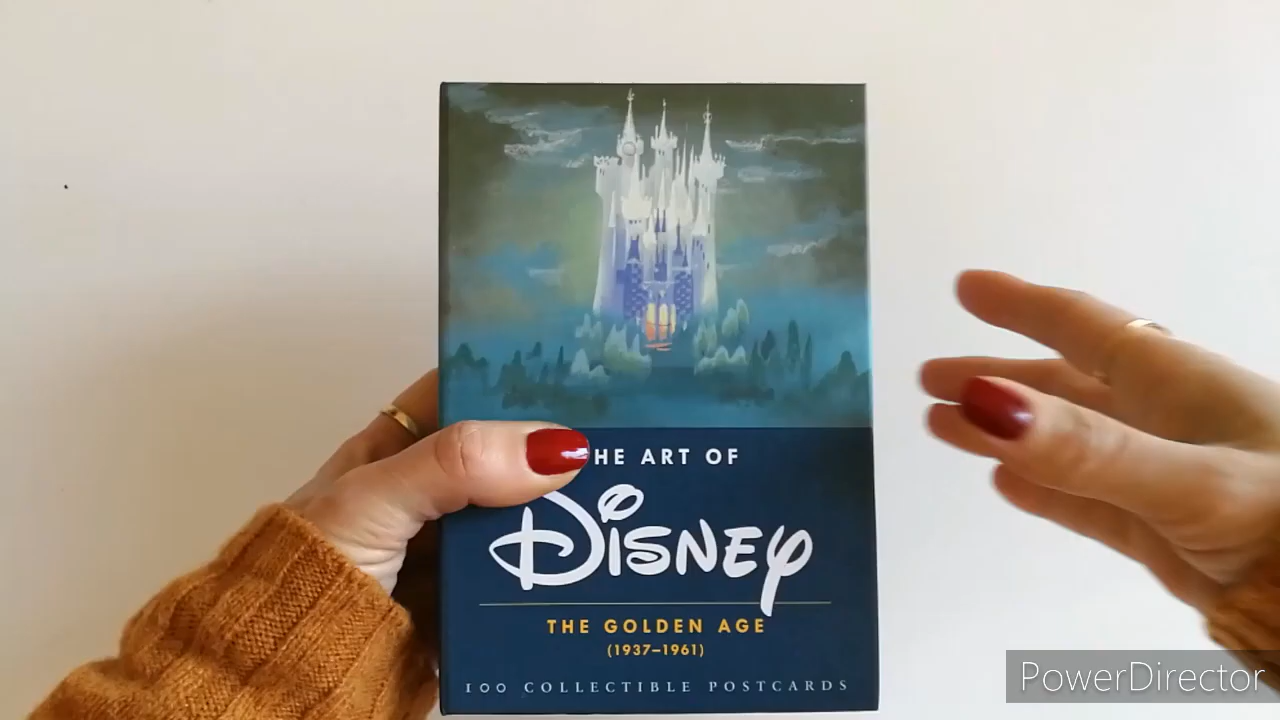 HE ART OF
Disney
THE GOLDEN AGE
(1937–1961)
100 COLLECTIBLE POSTCARDS
PowerDirector